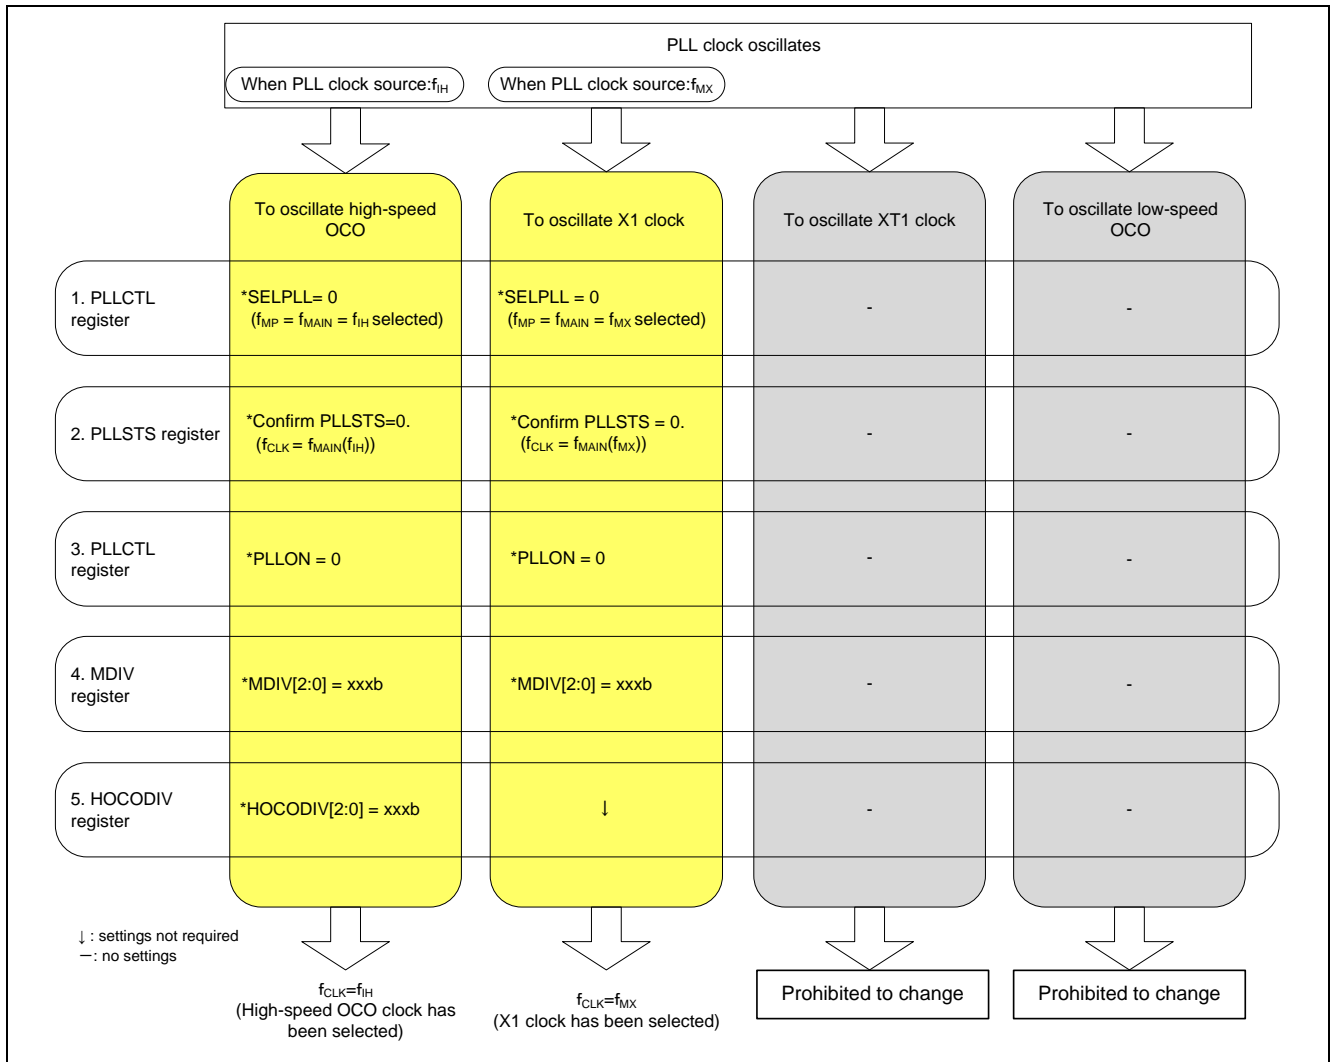 PLL clock oscillates
When PLL clock source:fIH
When PLL clock source:fMX
To oscillate high-speed
OCO
To oscillate X1 clock
To oscillate XT1 clock
To oscillate low-speed
OCO
1. PLLCTL
register
*SELPLL= 0
(fMP = fMAIN = fIH selected)
*SELPLL = 0
(fMP = fMAIN = fMX selected)
-
-
2. PLLSTS register
*Confirm PLLSTS=0.
(fCLK = fMAIN(fIH))
*Confirm PLLSTS = 0.
(fCLK = fMAIN(fMX))
-
-
3. PLLCTL
register
*PLLON = 0
*PLLON = 0
-
-
4. MDIV
register
*MDIV[2:0] = xxxb
*MDIV[2:0] = xxxb
-
-
5. HOCODIV
register
*HOCODIV[2:0] = xxxb
↓
-
-
↓ : settings not required
—: no settings
fCLK=fIH
(High-speed OCO clock has
been selected)
fCLK=fMX
(X1 clock has been selected)
Prohibited to change
Prohibited to change